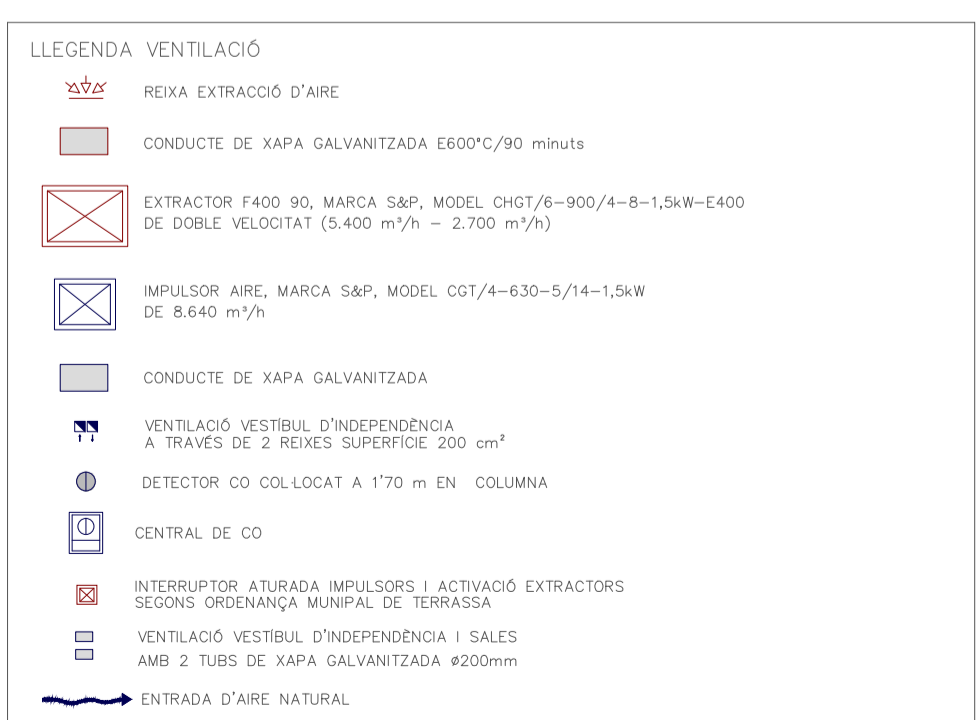 LLEGENDA VENTILACIÓ
REIXA EXTRACCIÓ D'AIRE
CONDUCTE DE XAPA GALVANITZADA E600°C/90 minuts
EXTRACTOR F400 90, MARCA S&P, MODEL CHGT/6-900/4-8-1,5kW-E400
DE DOBLE VELOCITAT (5.400 m³/h - 2.700 m³/h)
IMPULSOR AIRE, MARCA S&P, MODEL CGT/4-630-5/14-1,5kW
DE 8.640 m³/h
CONDUCTE DE XAPA GALVANITZADA
VENTILACIÓ VESTÍBUL D'INDEPENDÈNCIA
A TRAVÉS DE 2 REIXES SUPERFÍCIE 200 cm²
DETECTOR CO COL·LOCAT A 1'70 m EN COLUMNA
CENTRAL DE CO
INTERRUPTOR ATURADA IMPULSORS I ACTIVACIÓ EXTRACTORS
SEGONS ORDENANÇA MUNIPAL DE TERRASSA
VENTILACIÓ VESTÍBUL D'INDEPENDÈNCIA I SALES
AMB 2 TUBS DE XAPA GALVANITZADA ø200mm
ENTRADA D'AIRE NATURAL